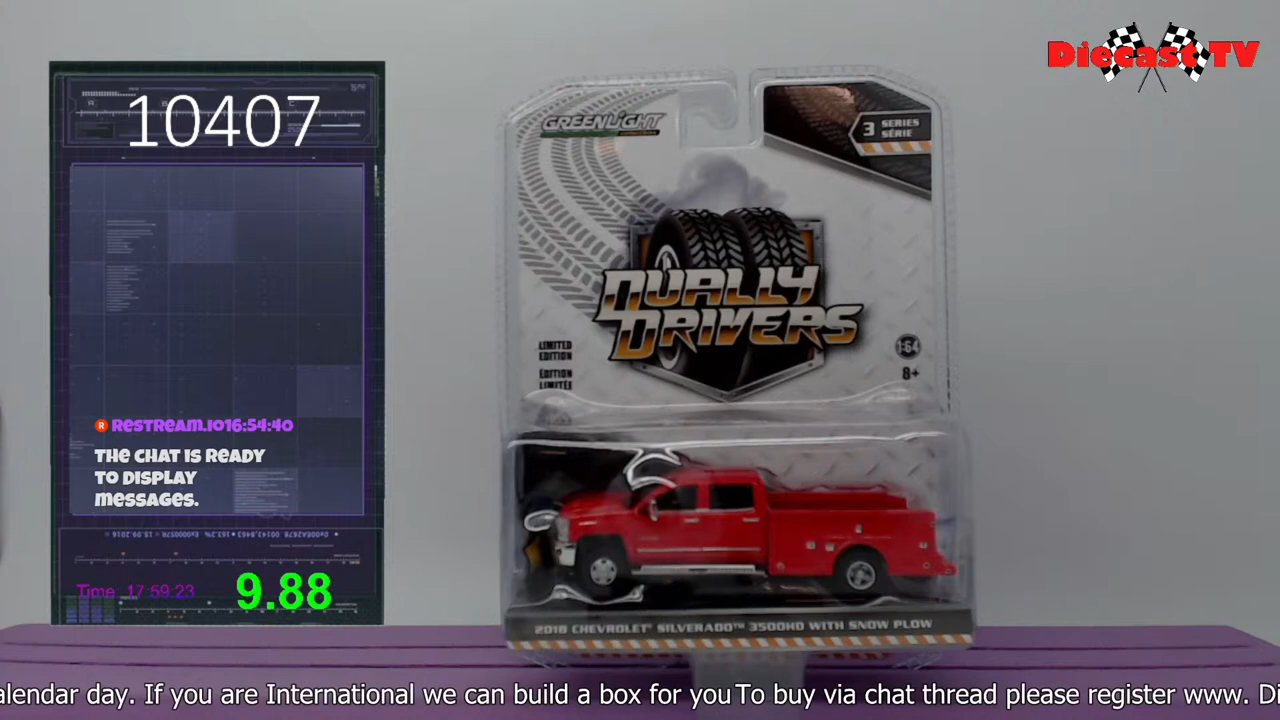 Diecast TV
10407
GREENLIGHT
3 SERIES
SÉRIE
DUALLY
DRIVERS
LIMITED
EDITION
ÉDITION
LIMITÉE
1:64
8+
Restream.io 16:54:40
The chat is ready
to display
messages.
Time 17:59:23
9.88
2018 CHEVROLET SILVERADO™ 3500HD WITH SNOW PLOW
alendar day. If you are International we can build a box for you To buy via chat thread please register www. Di